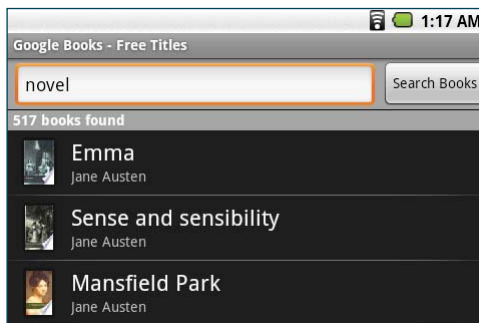 1:17 AM
Google Books - Free Titles
novel
Search Books
517 books found
Emma
Jane Austen
Sense and sensibility
Jane Austen
Mansfield Park
Jane Austen